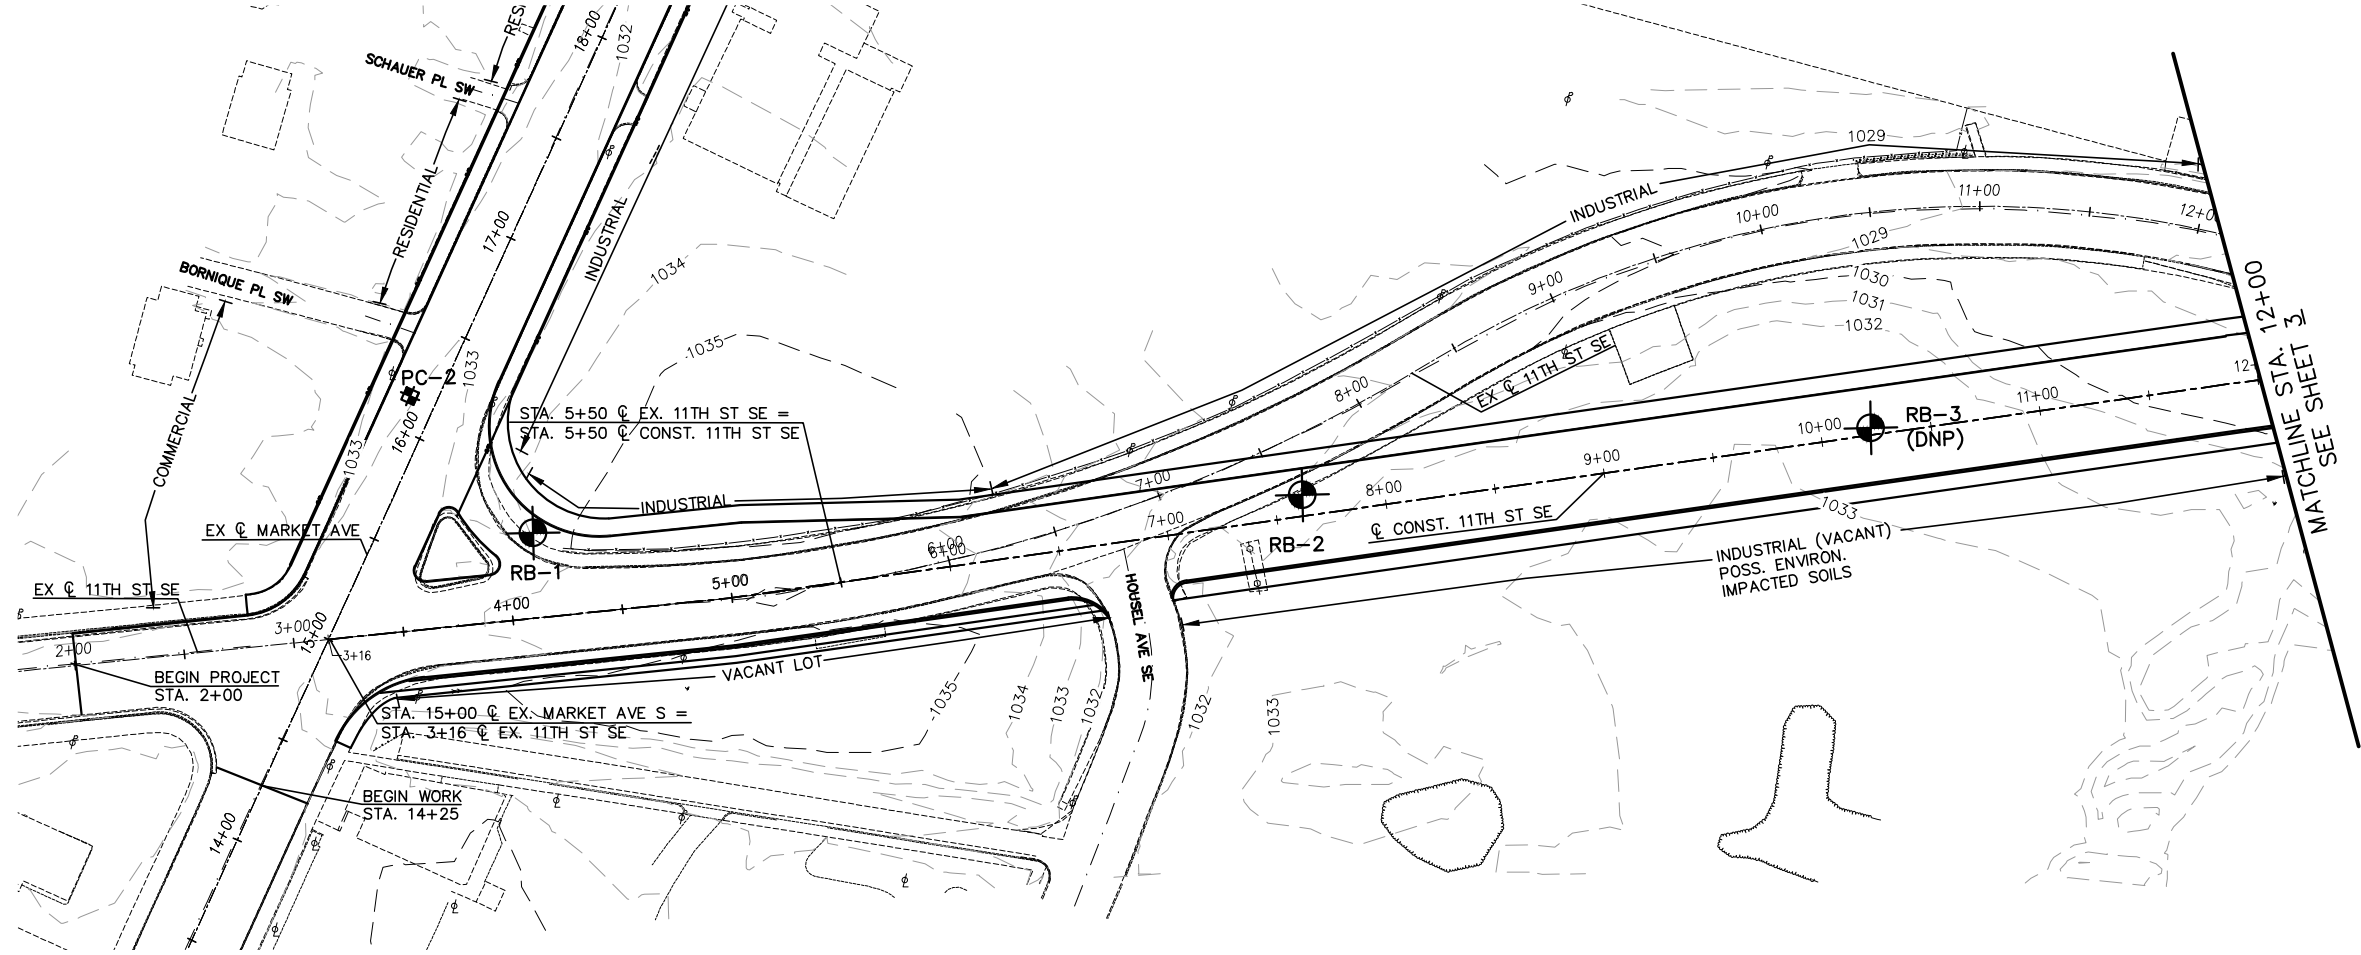 RES
18+00
1032
SCHAUER PL SW
RESIDENTIAL
17+00
INDUSTRIAL
BORNIQUE PL SW
1034
1035
1033
PC-2
16+00
COMMERCIAL
1033
STA. 5+50 ℄ EX. 11TH ST SE =
STA. 5+50 ℄ CONST. 11TH ST SE
INDUSTRIAL
EX ℄ MARKET AVE
RB-1
EX ℄ 11TH ST SE
2+00
3+00
15+00
3+16
4+00
5+00
6+00
6+00
7+00
7+00
8+00
8+00
9+00
9+00
10+00
10+00
11+00
11+00
12+0
12-
1029
INDUSTRIAL
1029
1030
1031
1032
EX ℄ 11TH ST SE
RB-2
RB-3
(DNP)
℄ CONST. 11TH ST SE
1033
INDUSTRIAL (VACANT)
POSS. ENVIRON.
IMPACTED SOILS
MATCHLINE STA. 12+00
SEE SHEET 3
HOUSEL AVE SE
BEGIN PROJECT
STA. 2+00
VACANT LOT
STA. 15+00 ℄ EX. MARKET AVE S =
STA. 3+16 ℄ EX. 11TH ST SE
1035
1034
1033
1032
1032
1033
BEGIN WORK
STA. 14+25
14+00